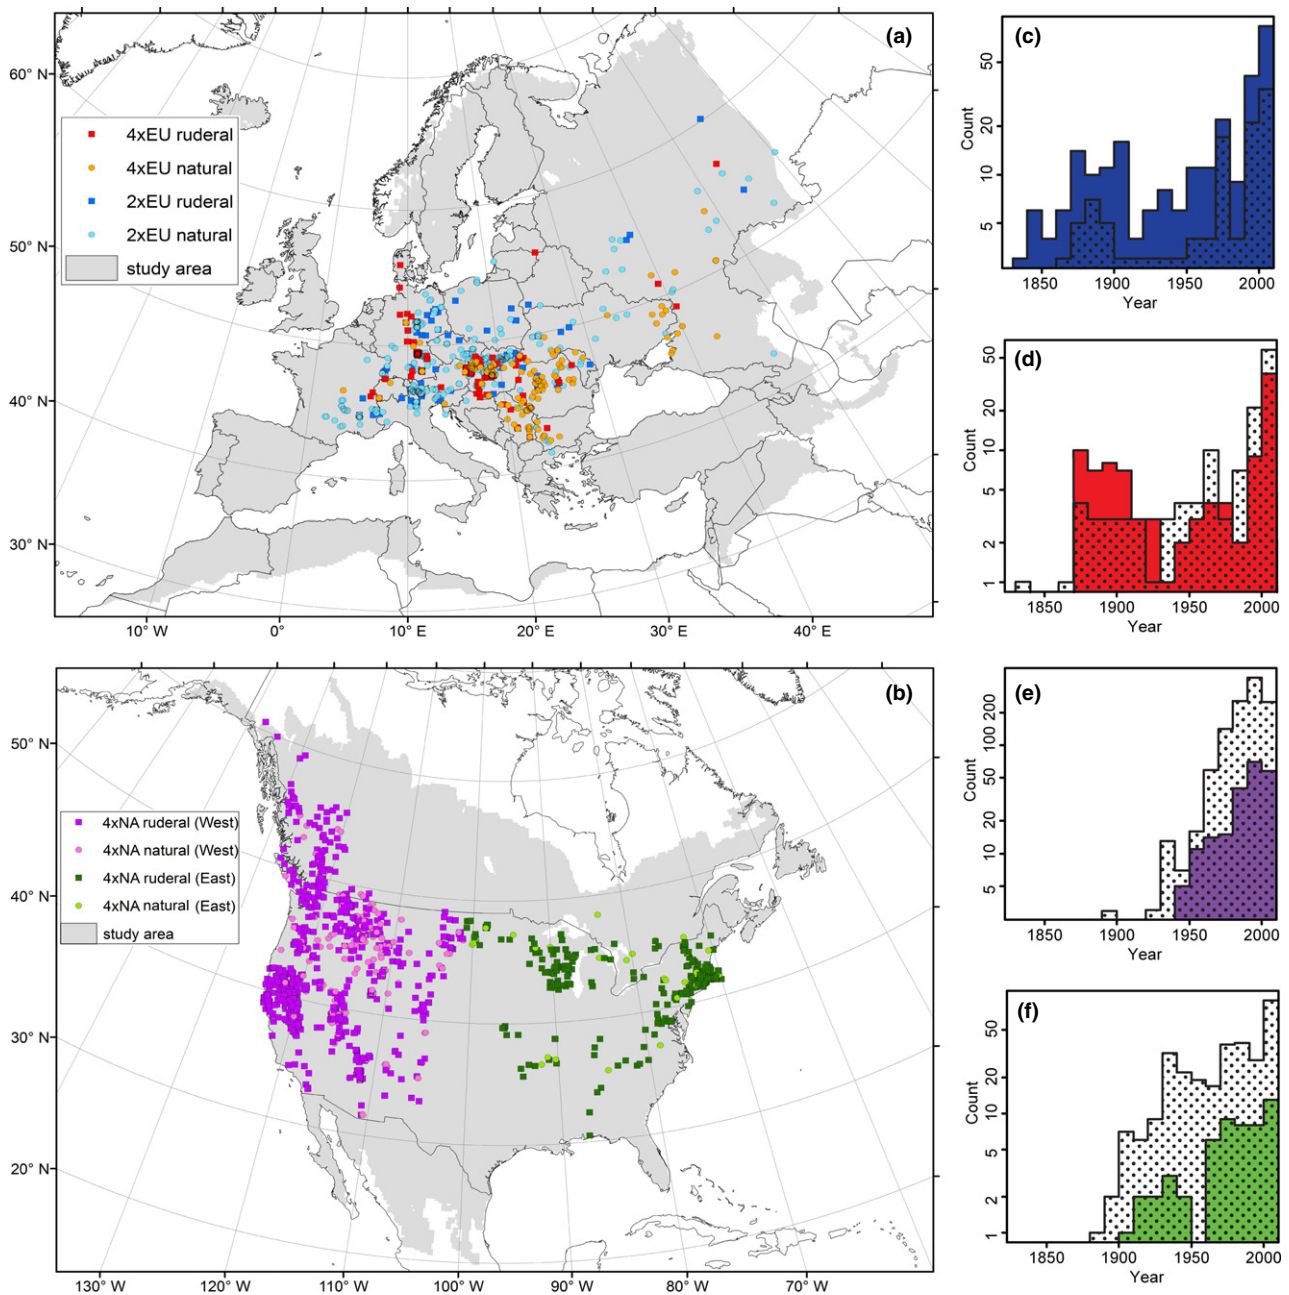 (a)
60° N
50° N
40° N
30° N
4xEU ruderal
4xEU natural
2xEU ruderal
2xEU natural
study area
10° W
0°
10° E
20° E
30° E
40° E
(b)
50° N
40° N
30° N
20° N
4xNA ruderal (West)
4xNA natural (West)
4xNA ruderal (East)
4xNA natural (East)
study area
130° W
120° W
110° W
100° W
90° W
80° W
70° W
(c)
Count
50
20
10
5
1850
1900
1950
2000
Year
(d)
Count
50
20
10
5
2
1
1850
1900
1950
2000
Year
(e)
Count
200
100
50
20
10
5
1850
1900
1950
2000
Year
(f)
Count
50
20
10
5
2
1
1850
1900
1950
2000
Year